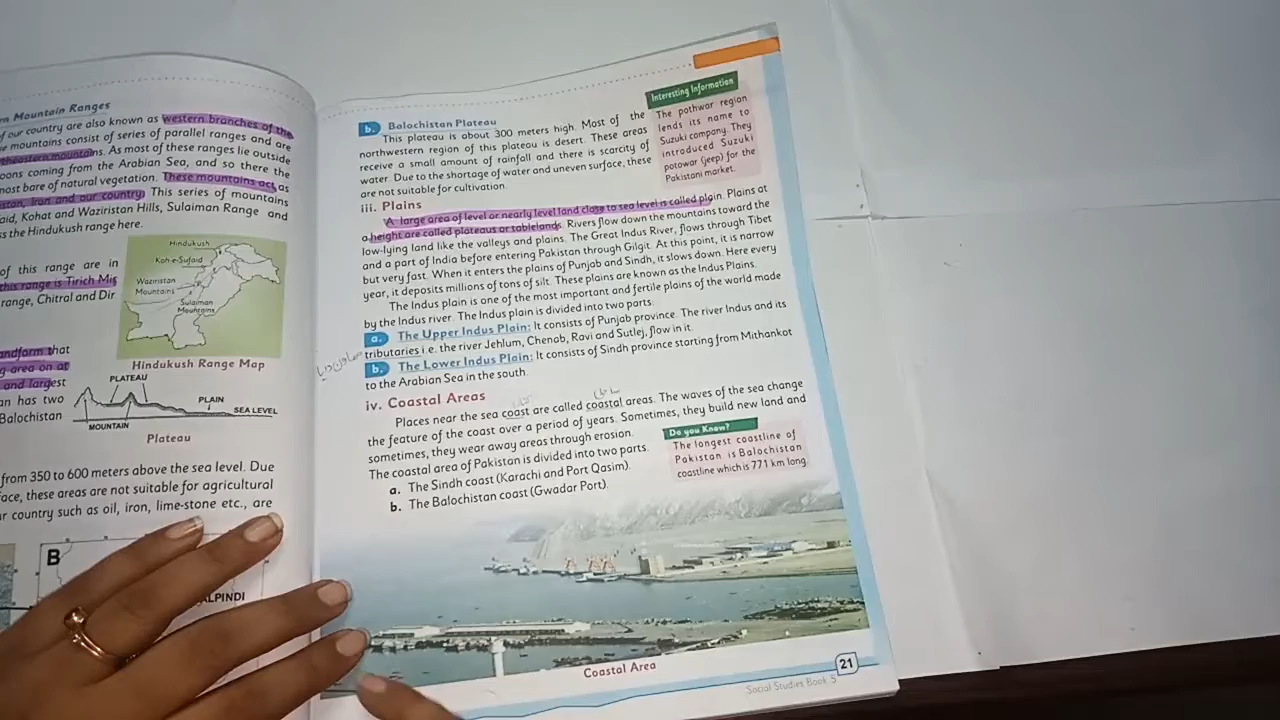 rn Mountain Ranges
of our country are also known as western branches of the
e mountains consist of series of parallel ranges and are
theastern mountains. As most of these ranges lie outside
oons coming from the Arabian Sea, and so there the
most bare of natural vegetation. These mountains act as
istan, Iran and our country. This series of mountains
aid, Kohat and Waziristan Hills, Sulaiman Range and
ss the Hindukush range here.
of this range are in
this range is Tirich Mi
range, Chitral and Dir
Hindukush
Koh-e-Sufaid
Waziristan
Mountains
Sulaiman
Mountains
Hindukush Range Map
andform that
g area on at
and largest
an has two
Balochistan
PLATEAU
PLAIN
SEA LEVEL
MOUNTAIN
Plateau
from 350 to 600 meters above the sea level. Due
face, these areas are not suitable for agricultural
r country such as oil, iron, lime-stone etc., are
B
ALPINDI
b. Balochistan Plateau
This plateau is about 300 meters high. Most of the
northwestern region of this plateau is desert. These areas
receive a small amount of rainfall and there is scarcity of
water. Due to the shortage of water and uneven surface, these
are not suitable for cultivation.
Interesting Information
The pothwar region
lends its name to
Suzuki company. They
introduced Suzuki
potowar (jeep) for the
Pakistani market.
iii. Plains
A large area of level or nearly level land close to sea level is called plain. Plains at
a height are called plateaus or tablelands. Rivers flow down the mountains toward the
low-lying land like the valleys and plains. The Great Indus River, flows through Tibet
and a part of India before entering Pakistan through Gilgit. At this point, it is narrow
but very fast. When it enters the plains of Punjab and Sindh, it slows down. Here every
year, it deposits millions of tons of silt. These plains are known as the Indus Plains.
The Indus plain is one of the most important and fertile plains of the world made
by the Indus river. The Indus plain is divided into two parts:
a. The Upper Indus Plain: It consists of Punjab province. The river Indus and its
tributaries i.e. the river Jehlum, Chenab, Ravi and Sutlej, flow in it.
b. The Lower Indus Plain: It consists of Sindh province starting from Mithankot
to the Arabian Sea in the south.
iv. Coastal Areas
Places near the sea coast are called coastal areas. The waves of the sea change
the feature of the coast over a period of years. Sometimes, they build new land and
sometimes, they wear away areas through erosion.
The coastal area of Pakistan is divided into two parts.
a. The Sindh coast (Karachi and Port Qasim).
b. The Balochistan coast (Gwadar Port).
Do you Know?
The longest coastline of
Pakistan is Balochistan
coastline which is 771 km long.
Coastal Area
Social Studies Book 5
21